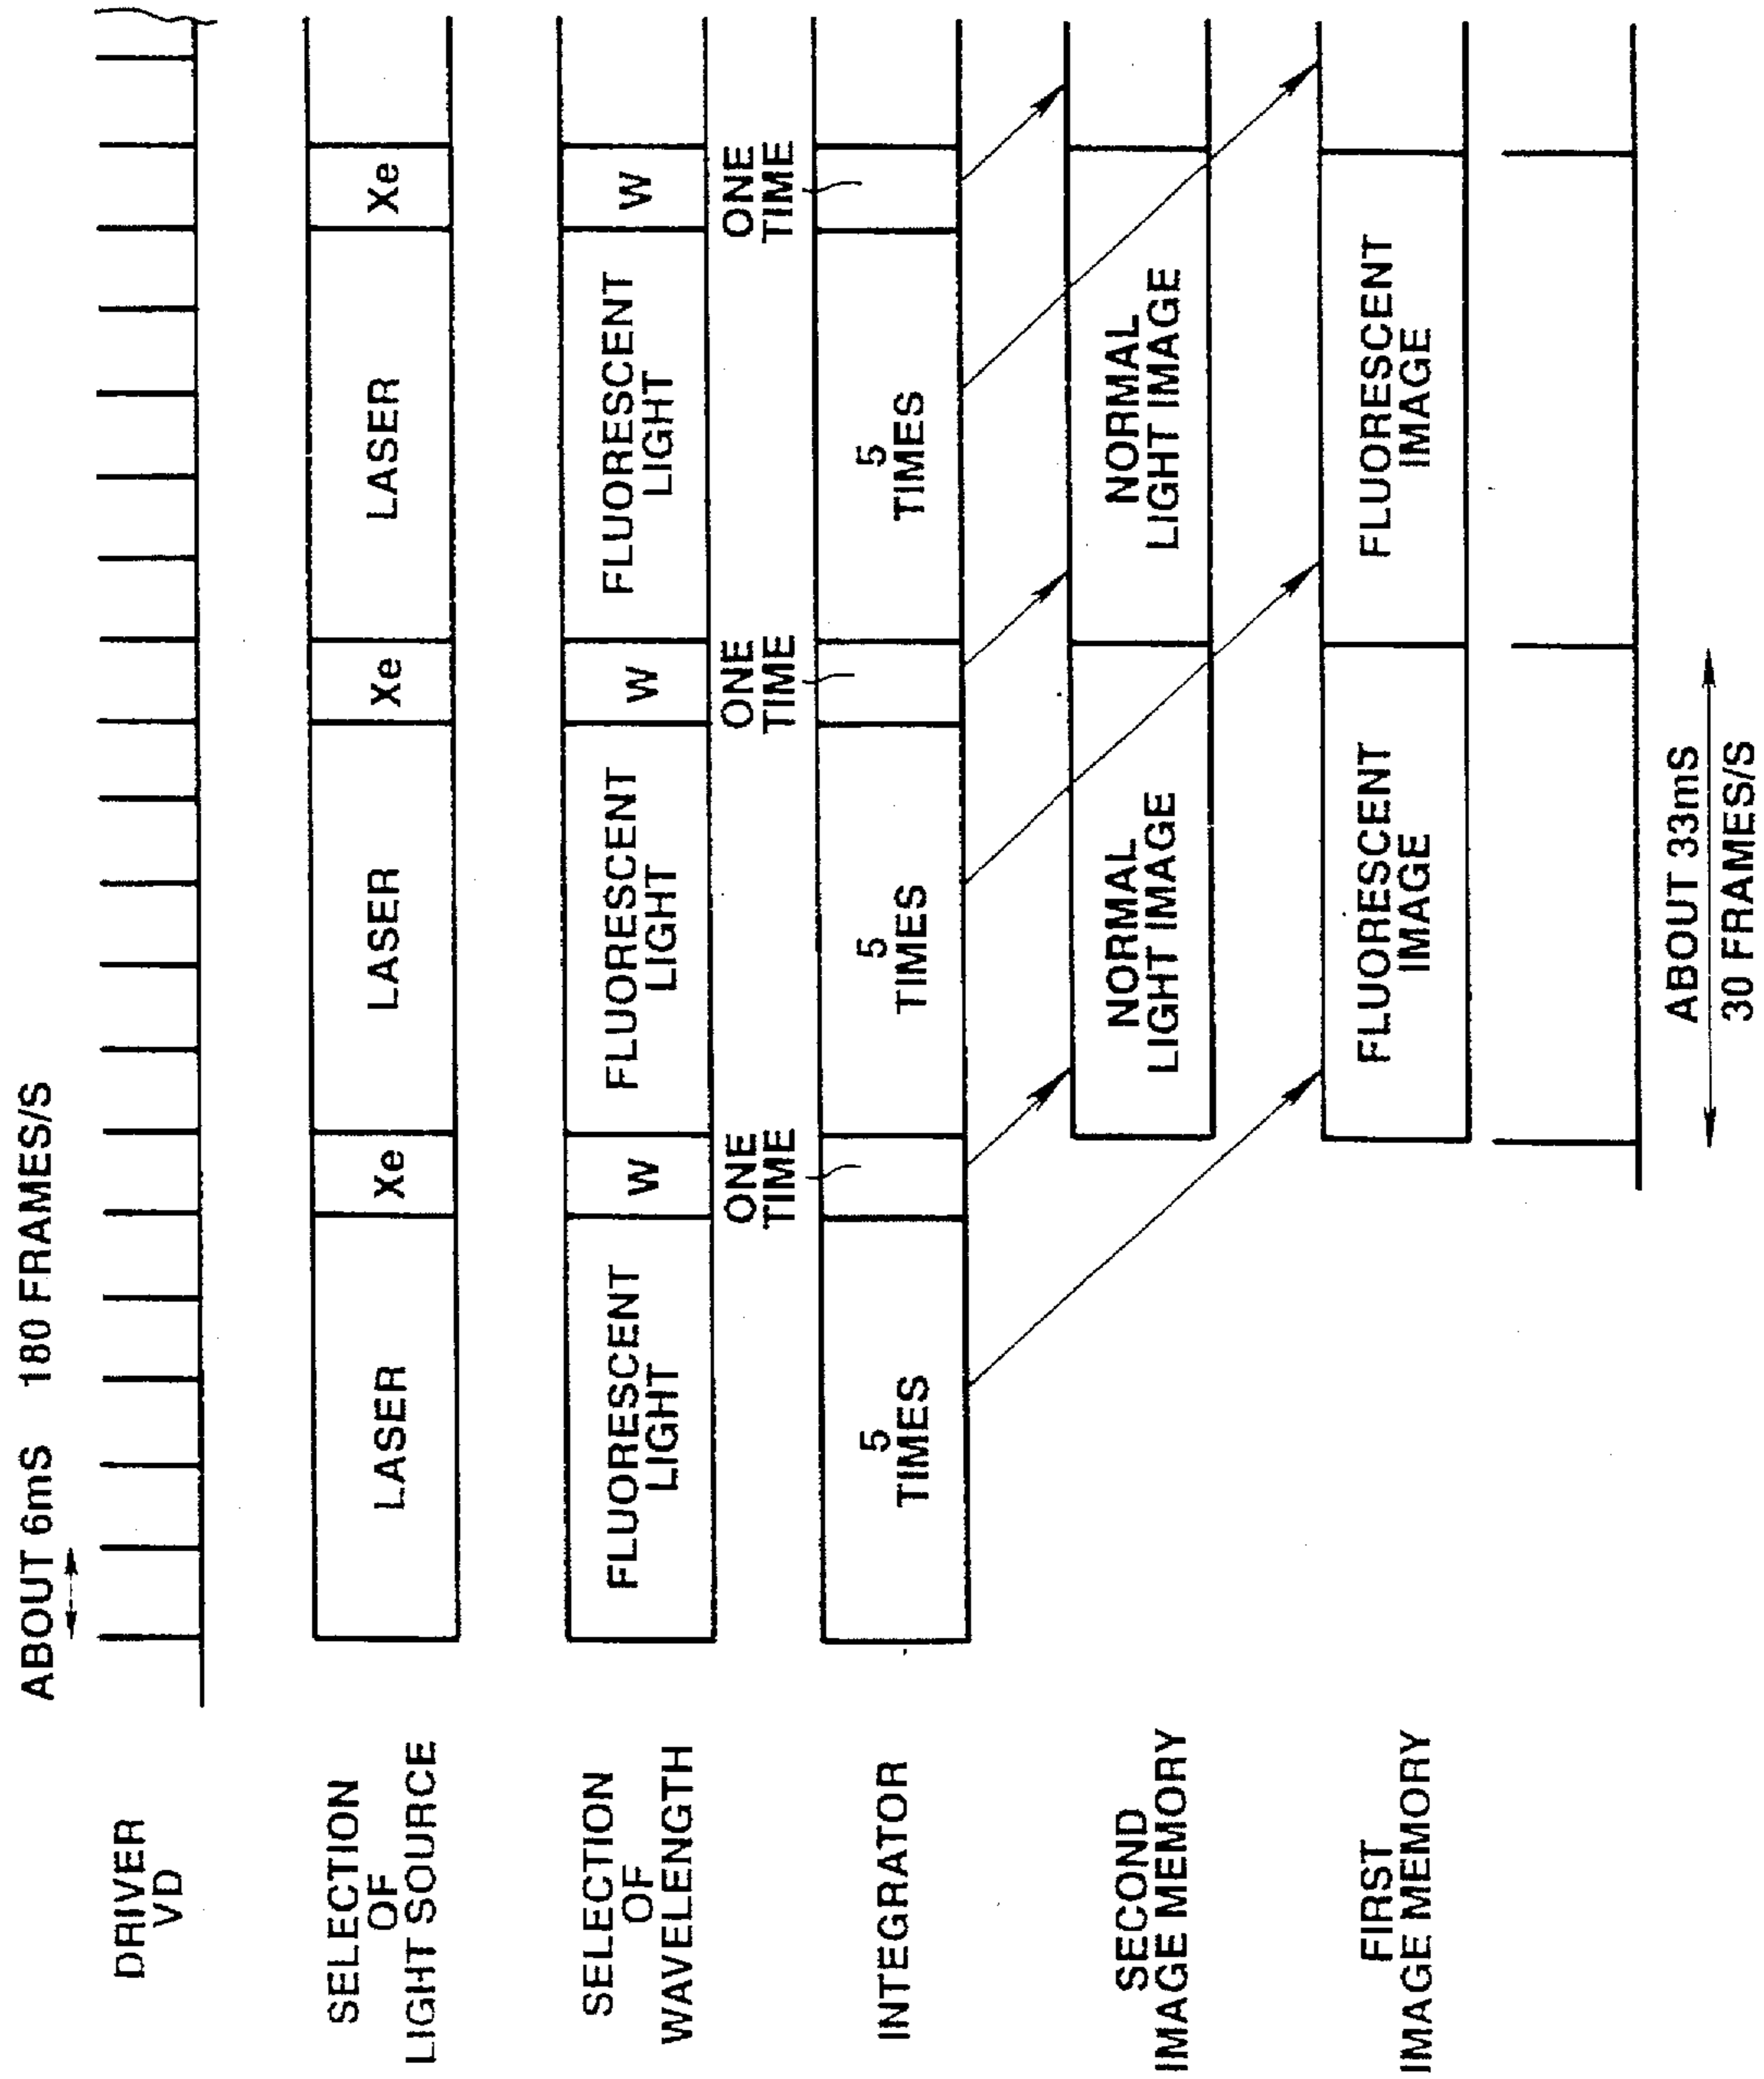 ABOUT 6mS 180 FRAMES/S
DRIVER
VD
SELECTION
OF
LIGHT SOURCE
LASER
Xe
LASER
Xe
LASER
Xe
SELECTION
OF
WAVELENGTH
FLUORESCENT
LIGHT
W
FLUORESCENT
LIGHT
W
FLUORESCENT
LIGHT
W
ONE
TIME
ONE
TIME
ONE
TIME
INTEGRATOR
5
TIMES
5
TIMES
5
TIMES
SECOND
IMAGE MEMORY
NORMAL
LIGHT IMAGE
NORMAL
LIGHT IMAGE
FIRST
IMAGE MEMORY
FLUORESCENT
IMAGE
FLUORESCENT
IMAGE
ABOUT 33mS
30 FRAMES/S